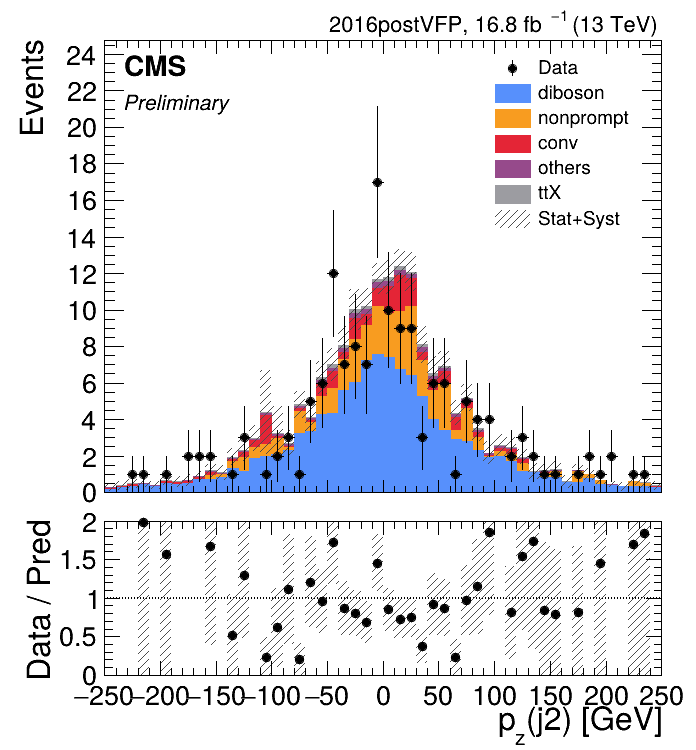 2016postVFP, 16.8 fb⁻¹ (13 TeV)
CMS
Preliminary
Events
24
22
20
18
16
14
12
10
8
6
4
2
0
Data
diboson
nonprompt
conv
others
ttX
Stat+Syst
Data / Pred
2
1.5
1
0.5
0
−250 −200 −150 −100 −50 0 50 100 150 200 250
p_z(j2) [GeV]